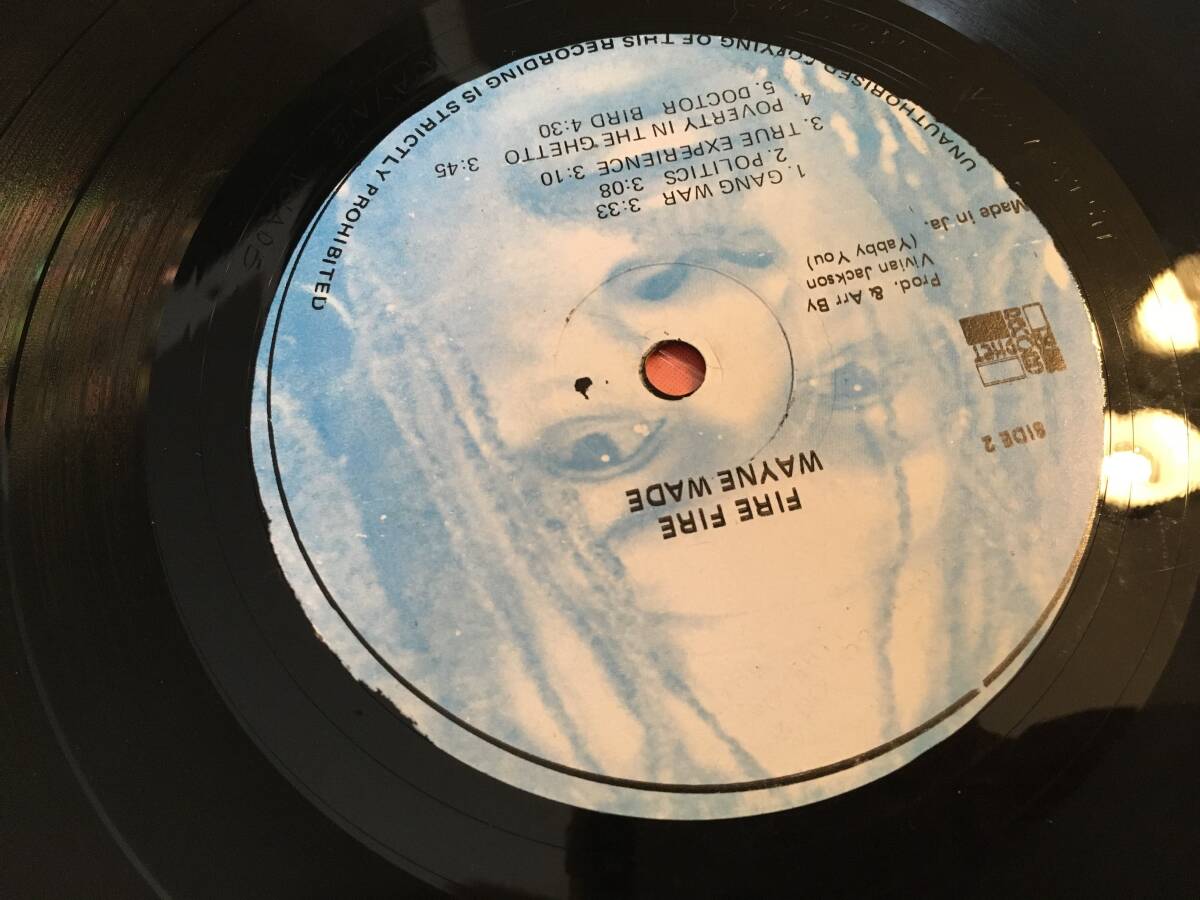 FIRE FIRE
WAYNE WADE
SIDE 2
PROPHET
Prod. & Arr By
Vivian Jackson
(Yabby You)
Made in Ja.
1. GANG WAR 3:33
2. POLITICS 3:08
3. TRUE EXPERIENCE 3:10
4. POVERTY IN THE GHETTO 3:45
5. DOCTOR BIRD 4:30
UNAUTHORISED COPYING OF THIS RECORDING IS STRICTLY PROHIBITED